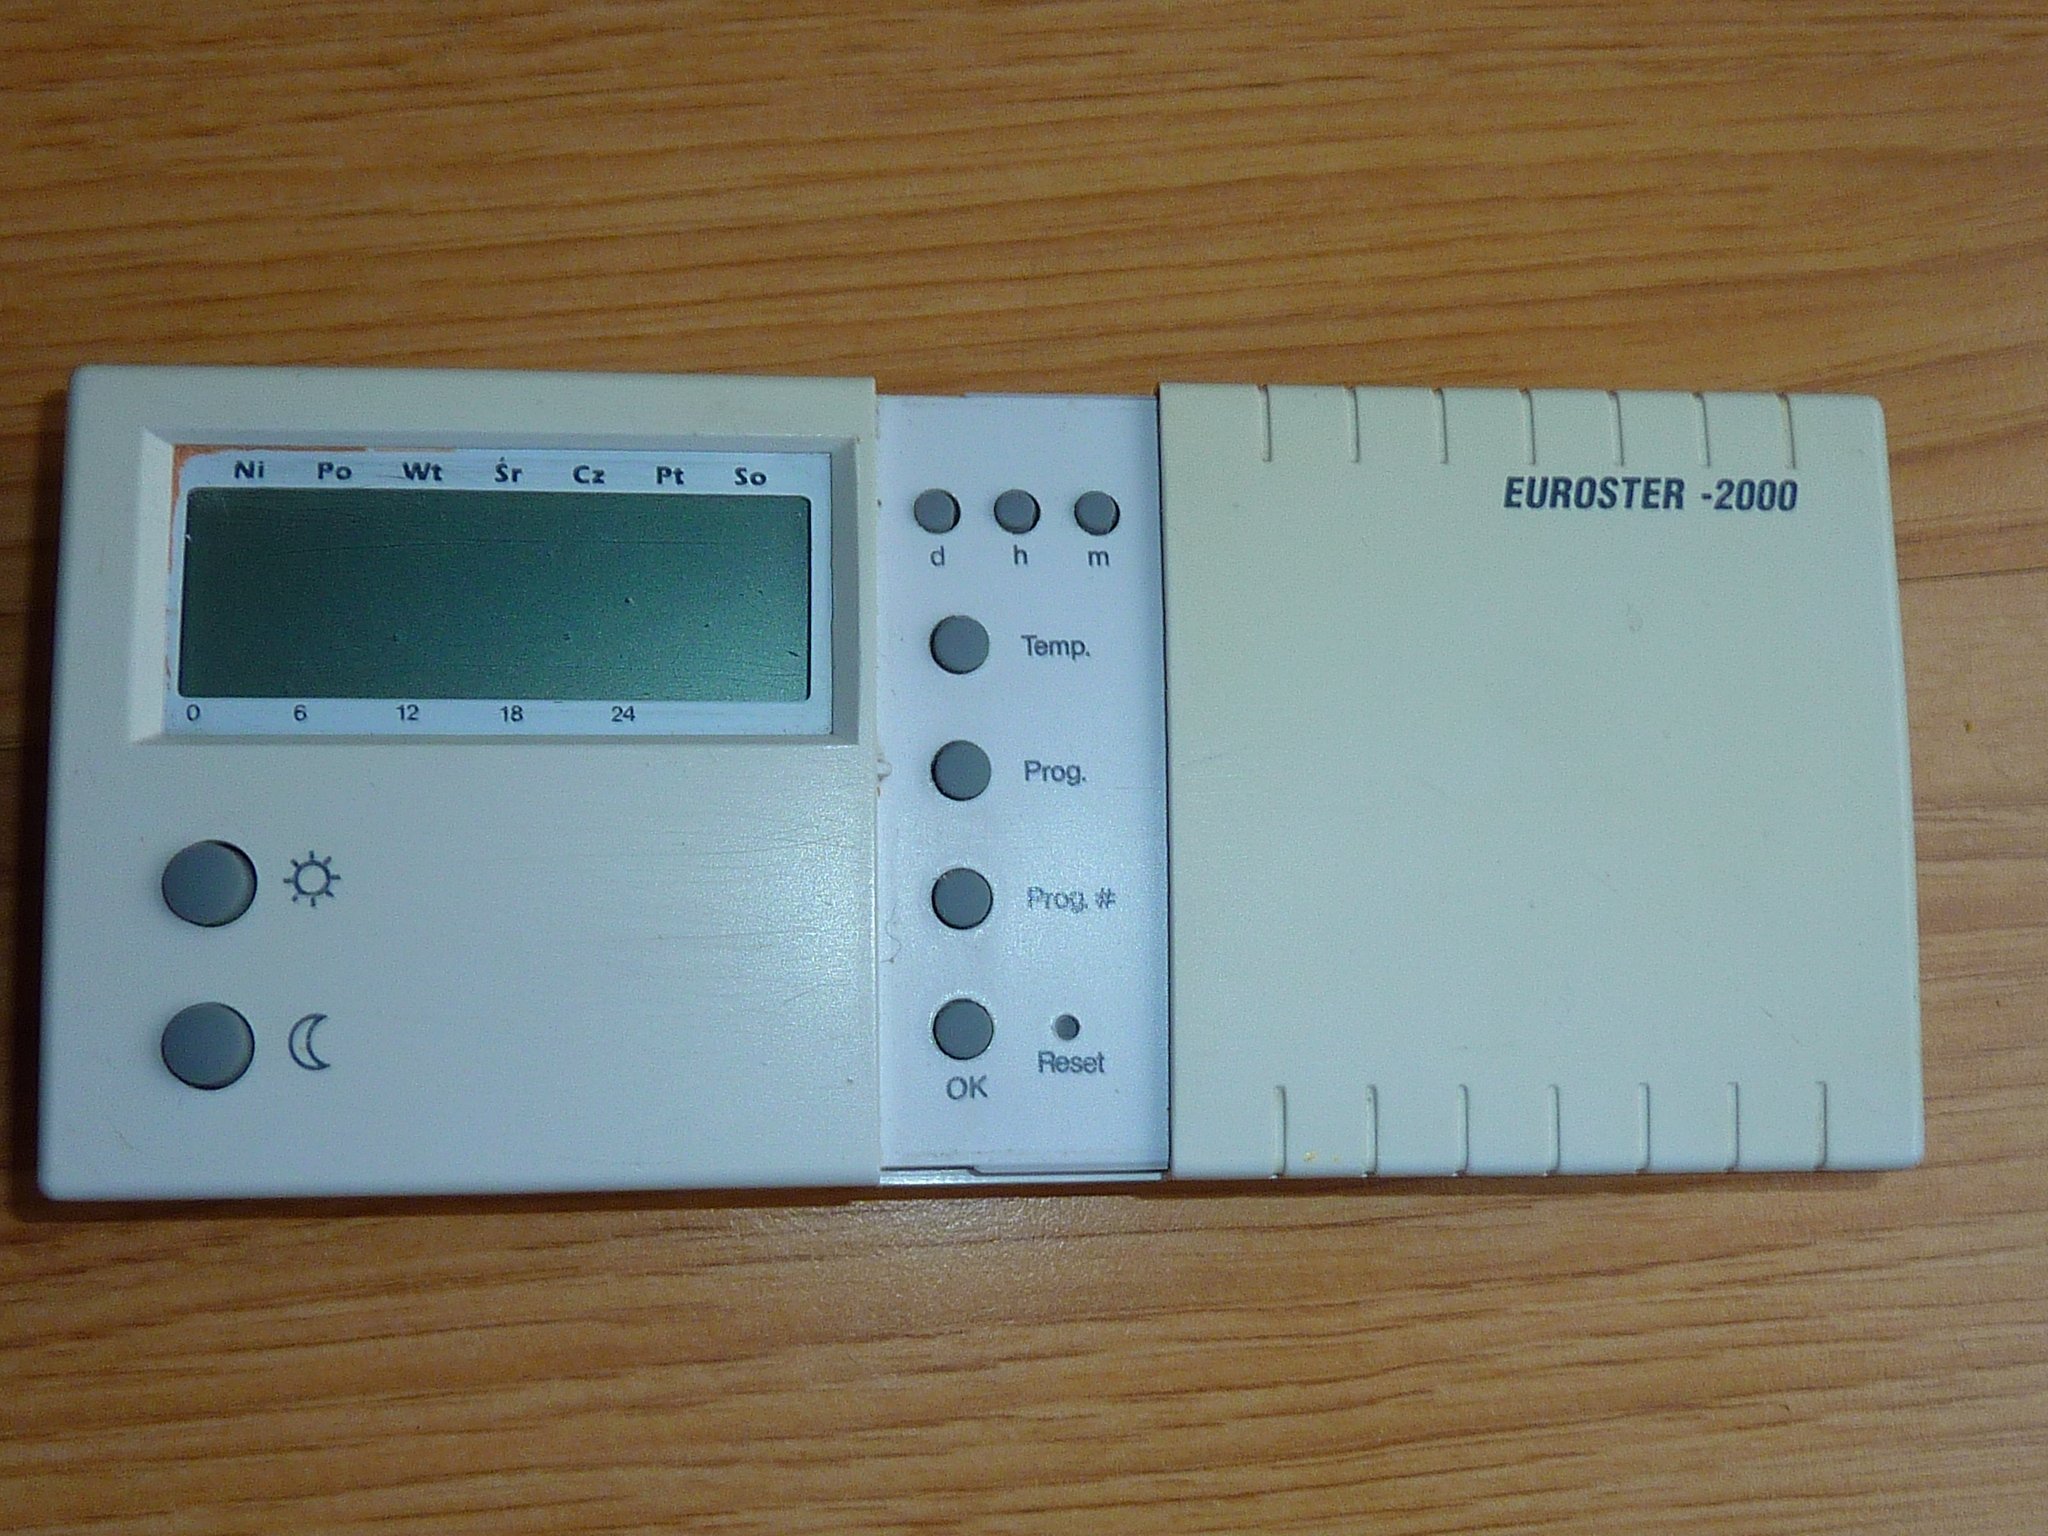 Ni Po Wt Śr Cz Pt So
0 6 12 18 24
d h m
Temp.
Prog.
Prog. #
OK
Reset
EUROSTER -2000